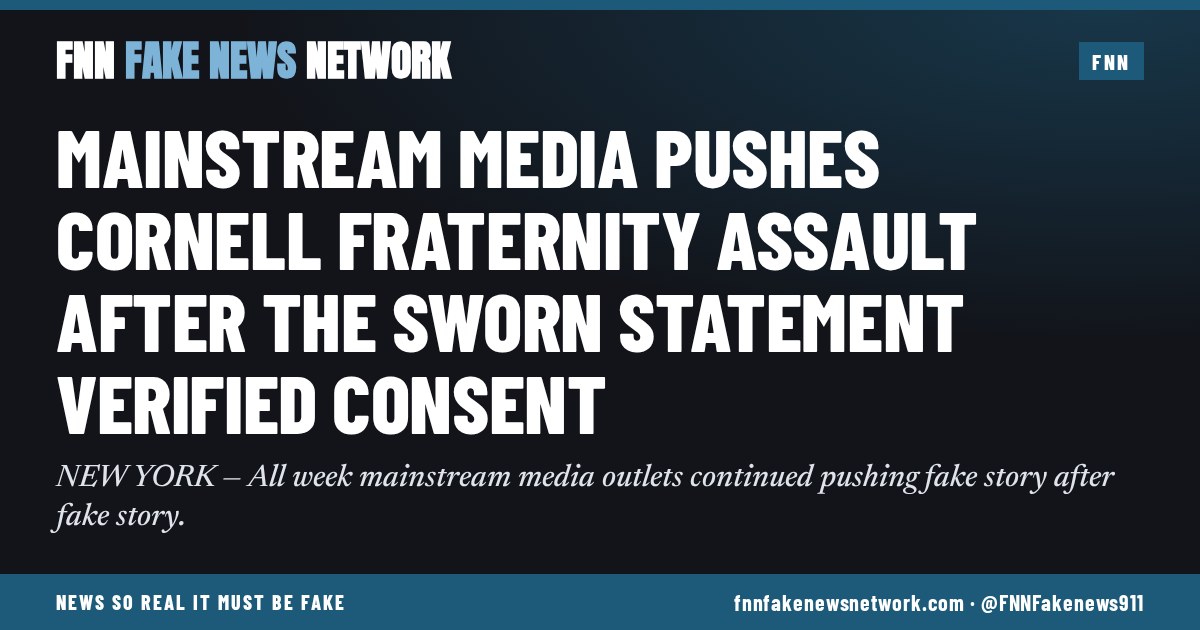 FNN FAKE NEWS NETWORK
FNN
MAINSTREAM MEDIA PUSHES
CORNELL FRATERNITY ASSAULT
AFTER THE SWORN STATEMENT
VERIFIED CONSENT
NEW YORK — All week mainstream media outlets continued pushing fake story after
fake story.
NEWS SO REAL IT MUST BE FAKE
fnnfakenewsnetwork.com · @FNNFakenews911